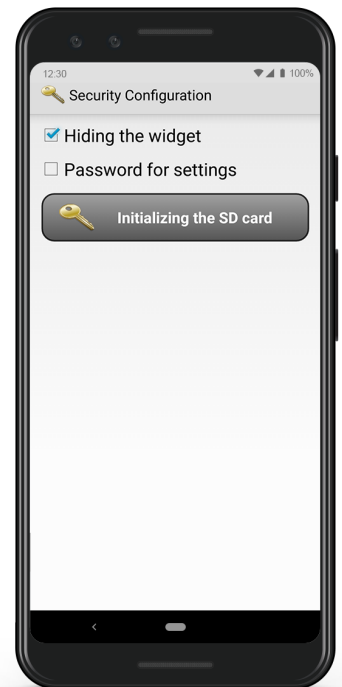 12:30
100%
Security Configuration
Hiding the widget
Password for settings
Initializing the SD card